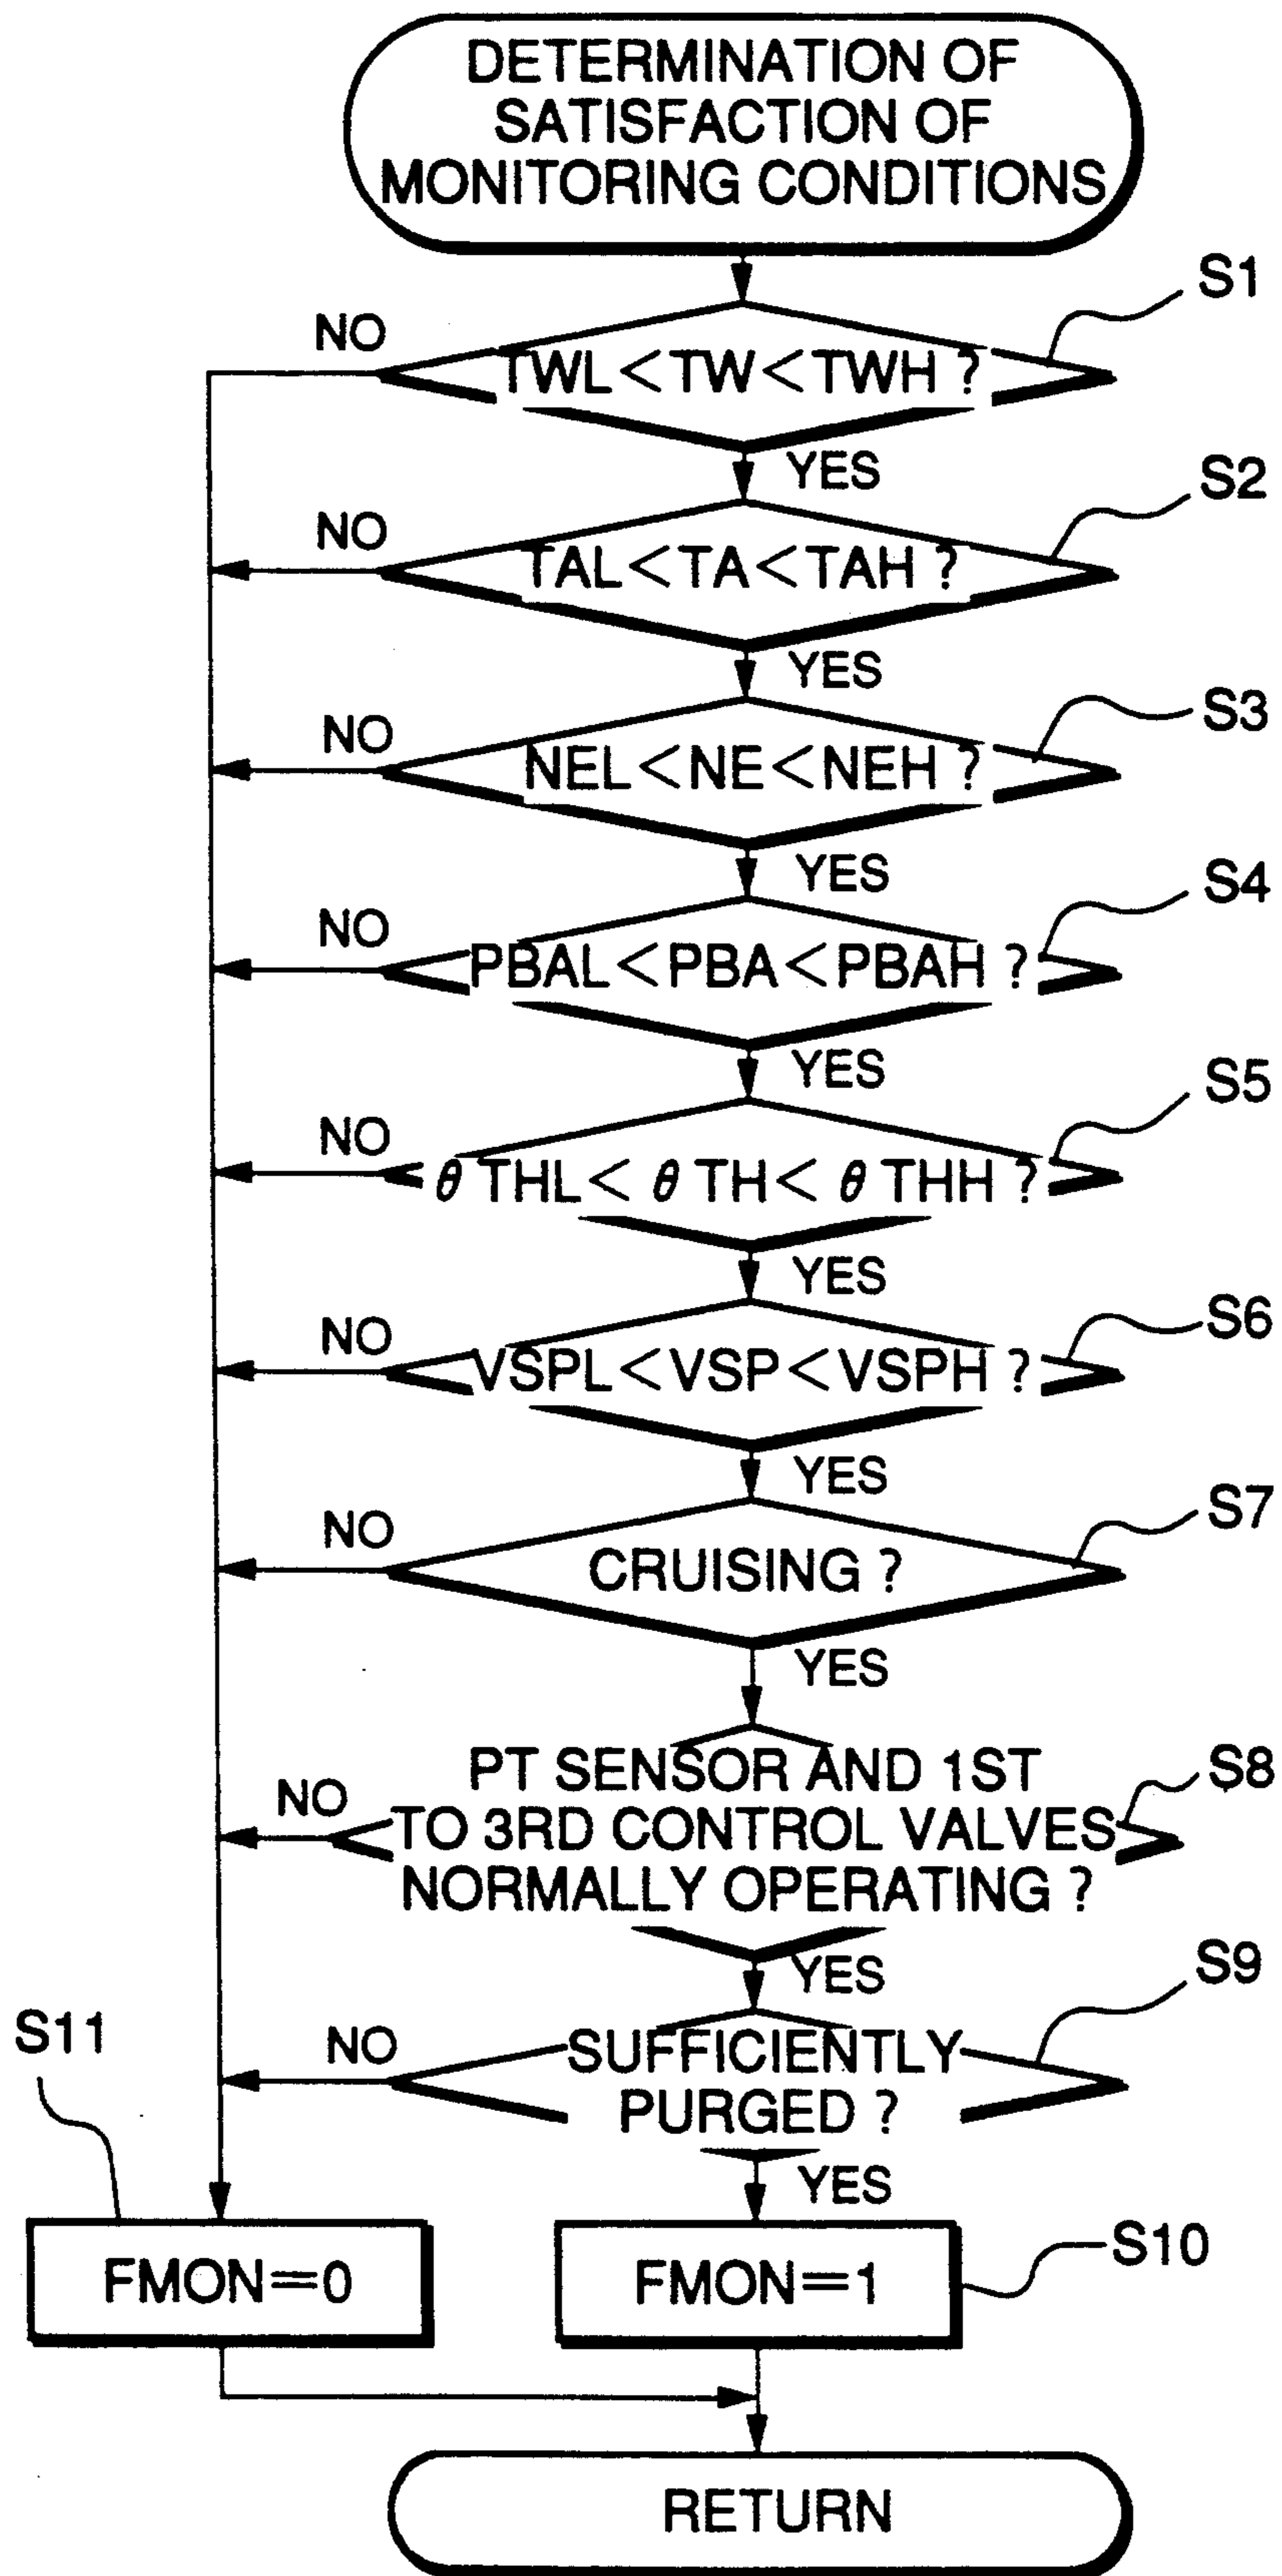 DETERMINATION OF
SATISFACTION OF
MONITORING CONDITIONS
S1
NO
TWL<TW<TWH ?
YES
S2
NO
TAL<TA<TAH ?
YES
S3
NO
NEL<NE<NEH ?
YES
S4
NO
PBAL<PBA<PBAH ?
YES
S5
NO
θ THL< θ TH< θ THH ?
YES
S6
NO
VSPL<VSP<VSPH ?
YES
S7
NO
CRUISING ?
YES
S8
NO
PT SENSOR AND 1ST
TO 3RD CONTROL VALVES
NORMALLY OPERATING ?
YES
S9
NO
SUFFICIENTLY
PURGED ?
YES
S11
FMON=0
FMON=1
S10
RETURN